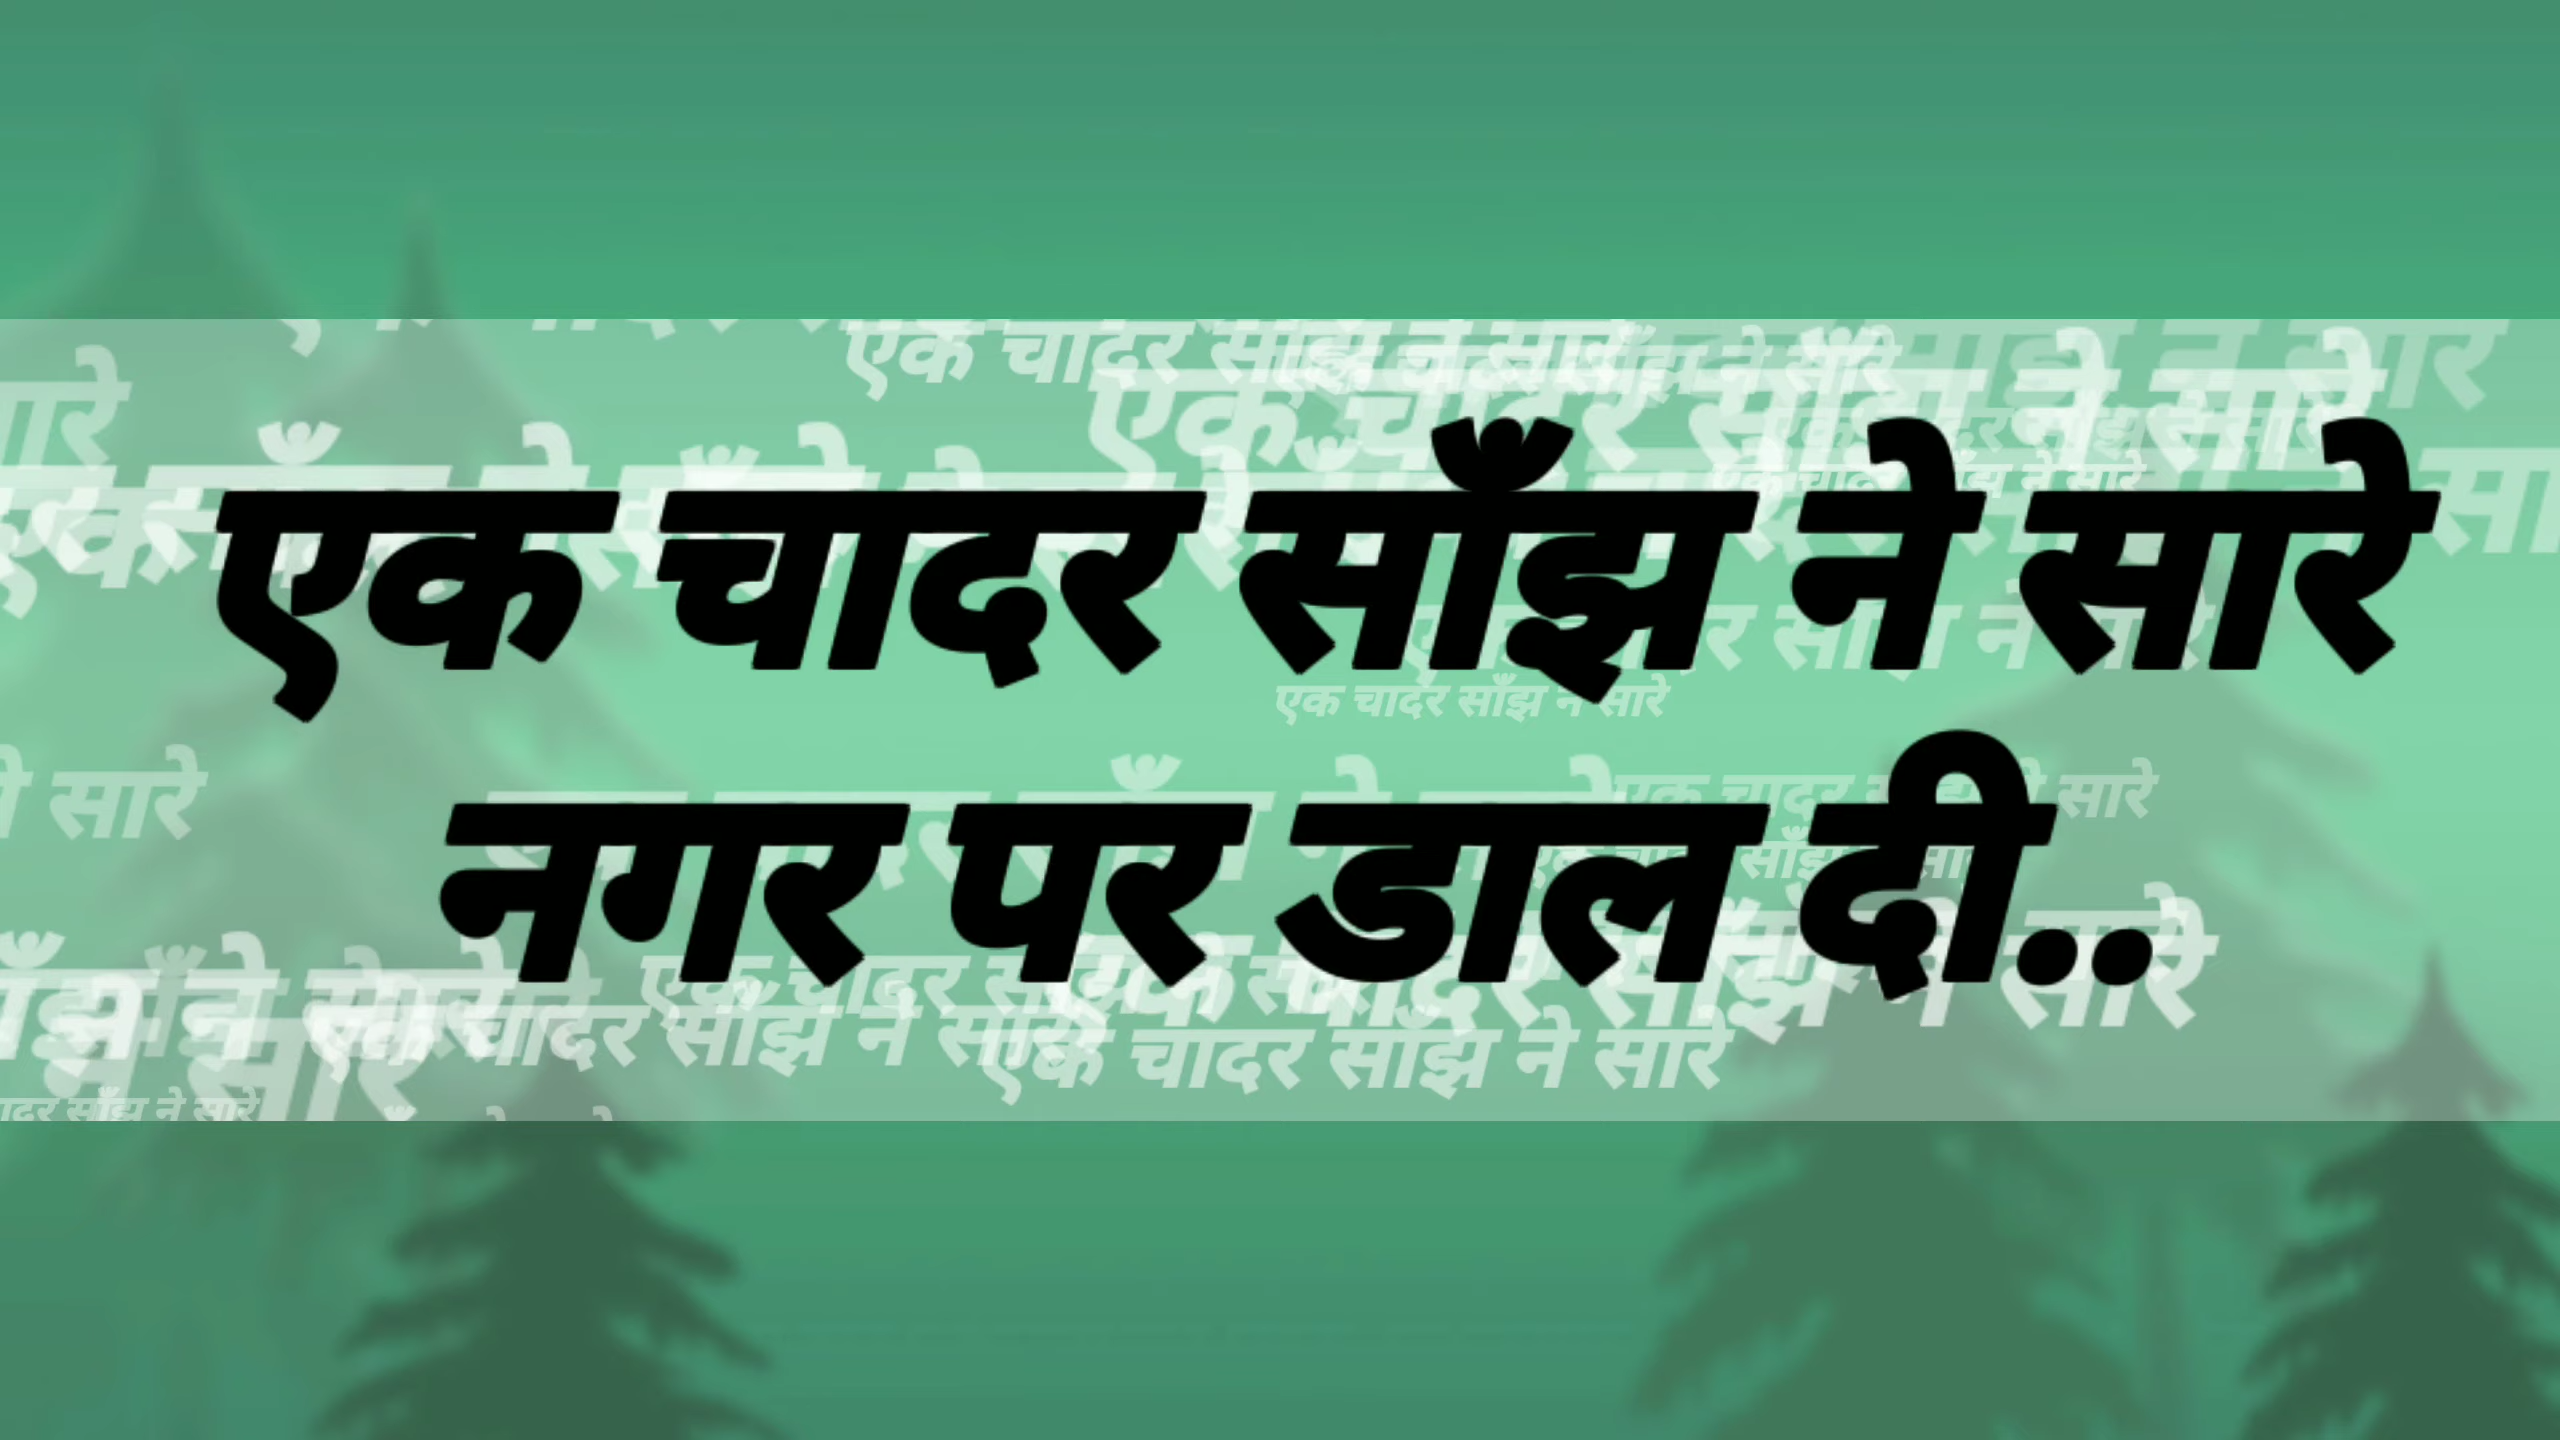 एक चादर साँझ ने सारे
नगर पर डाल दी..